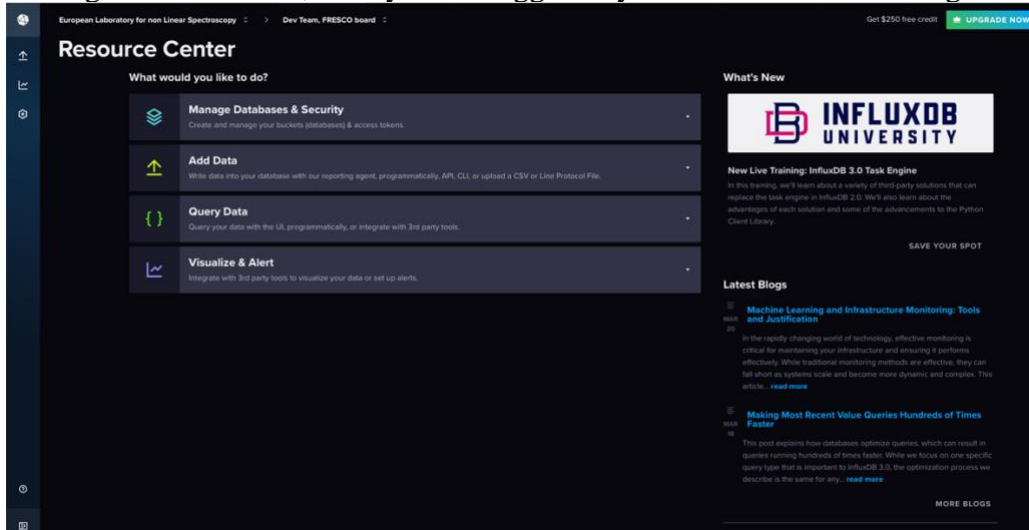 European Laboratory for non Linear Spectroscopy > Dev Team, FRESCO board
Get $250 free credit
UPGRADE NOW
Resource Center
What would you like to do?
Manage Databases & Security
Create and manage your buckets (databases) & access tokens.
Add Data
Write data into your database with our reporting agent, programmatically, API, CLI, or upload a CSV or Line Protocol File.
Query Data
Query your data with the UI, programmatically, or integrate with 3rd party tools.
Visualize & Alert
Integrate with 3rd party tools to visualize your data or set up alerts.
What's New
INFLUXDB
UNIVERSITY
New Live Training: InfluxDB 3.0 Task Engine
In this training, we'll learn about a variety of third-party solutions that can
replace the task engine in InfluxDB 2.0. We'll also learn about the
advantages of each solution and some of the advancements to the Python
Client Library.
SAVE YOUR SPOT
Latest Blogs
MAR
20
Machine Learning and Infrastructure Monitoring: Tools
and Justification
In the rapidly changing world of technology, effective monitoring is
critical for maintaining your infrastructure and ensuring it performs
effectively. While traditional monitoring methods are effective, they can
fall short as systems scale and become more dynamic and complex. This
article... read more
MAR
Making Most Recent Value Queries Hundreds of Times
Faster
This post explains how databases optimize queries, which can result in
queries running hundreds of times faster. While we focus on one specific
query type that is important to InfluxDB 3.0, the optimization process we
describe is the same for any... read more
MORE BLOGS